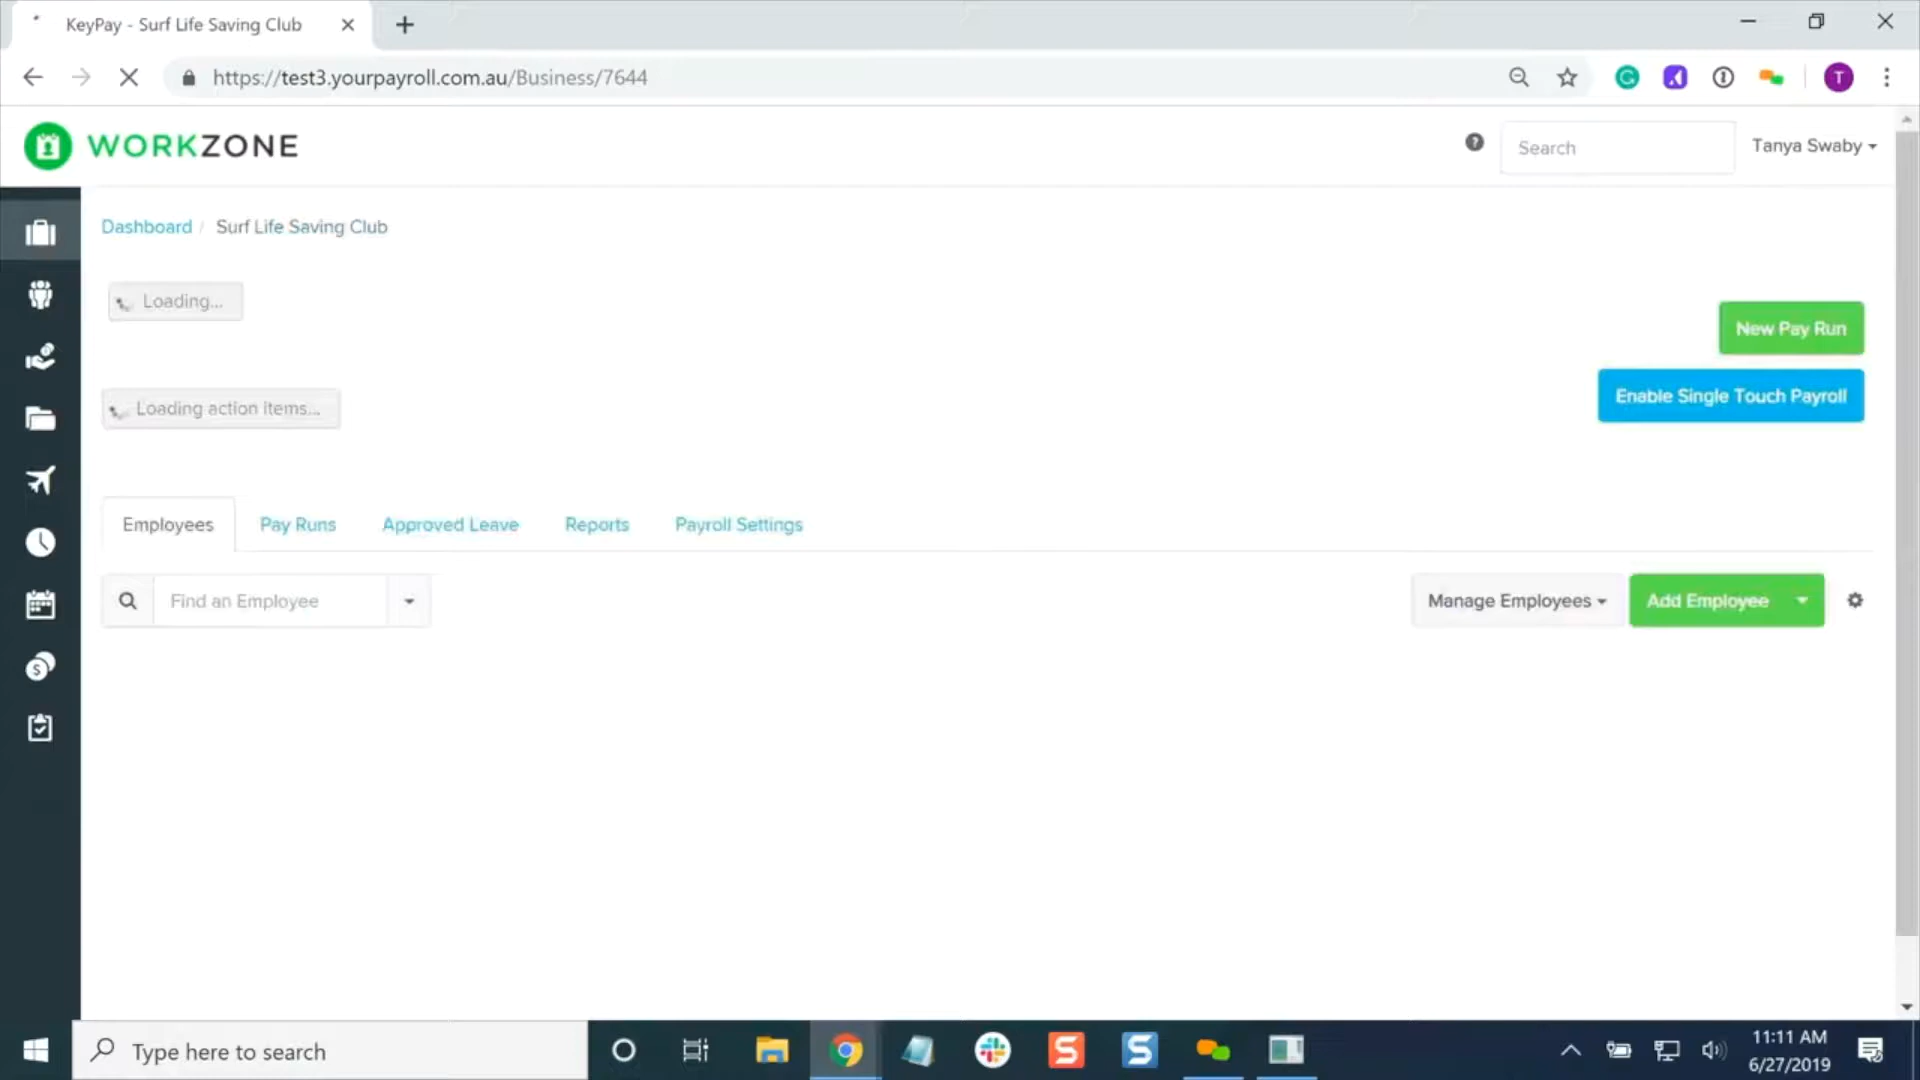 KeyPay - Surf Life Saving Club
https://test3.yourpayroll.com.au/Business/7644
T
WORKZONE
Search
Tanya Swaby
Dashboard / Surf Life Saving Club
Loading...
New Pay Run
Loading action items...
Enable Single Touch Payroll
Employees
Pay Runs
Approved Leave
Reports
Payroll Settings
Find an Employee
Manage Employees
Add Employee
Type here to search
S
S
11:11 AM
6/27/2019